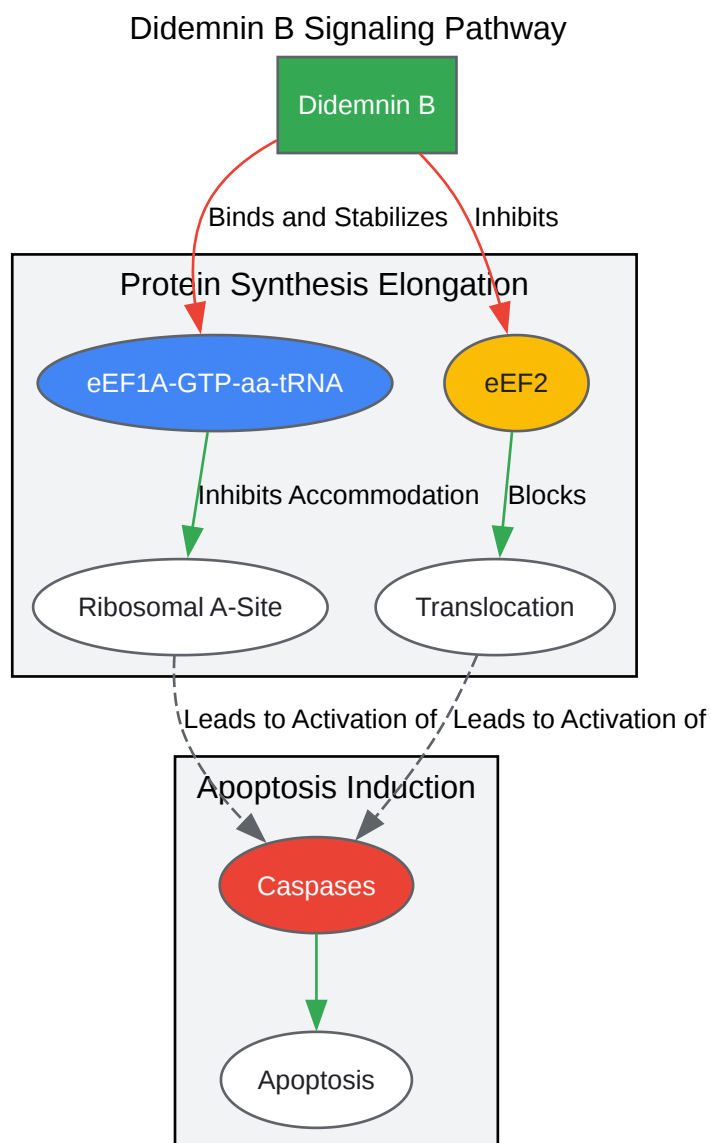 Didemnin B Signaling Pathway
Didemnin B
Binds and Stabilizes
Inhibits
Protein Synthesis Elongation
eEF1A-GTP-aa-tRNA
eEF2
Inhibits Accommodation
Blocks
Ribosomal A-Site
Translocation
Leads to Activation of
Leads to Activation of
Apoptosis Induction
Caspases
Apoptosis